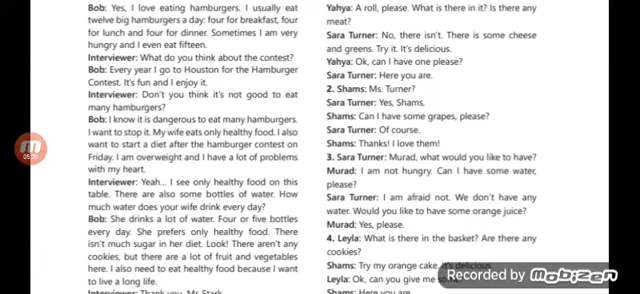 Bob: Yes, I love eating hamburgers. I usually eat
twelve big hamburgers a day: four for breakfast, four
for lunch and four for dinner. Sometimes I am very
hungry and I even eat fifteen.
Interviewer: What do you think about the contest?
Bob: Every year I go to Houston for the Hamburger
Contest. It's fun and I enjoy it.
Interviewer: Don't you think it's not good to eat
many hamburgers?
Bob: I know it is dangerous to eat many hamburgers.
I want to stop it. My wife eats only healthy food. I also
want to start a diet after the hamburger contest on
Friday. I am overweight and I have a lot of problems
with my heart.
Interviewer: Yeah... I see only healthy food on this
table. There are also some bottles of water. How
much water does your wife drink every day?
Bob: She drinks a lot of water. Four or five bottles
every day. She prefers only healthy food. There
isn't much sugar in her diet. Look! There aren't any
cookies, but there are a lot of fruit and vegetables
here. I also need to eat healthy food because I want
to live a long life.
Interviewer: Thank you, Mr. Stark.
Yahya: A roll, please. What is there in it? Is there any
meat?
Sara Turner: No, there isn't. There is some cheese
and greens. Try it. It's delicious.
Yahya: Ok, can I have one please?
Sara Turner: Here you are.
2. Shams: Ms. Turner?
Sara Turner: Yes, Shams.
Shams: Can I have some grapes, please?
Sara Turner: Of course.
Shams: Thanks! I love them!
3. Sara Turner: Murad, what would you like to have?
Murad: I am not hungry. Can I have some water,
please?
Sara Turner: I am afraid not. We don't have any
water. Would you like to have some orange juice?
Murad: Yes, please.
4. Leyla: What is there in the basket? Are there any
cookies?
Shams: Try my orange cake. It's delicious.
Leyla: Ok, can you give me
Shams: Here you are.
05:36
Recorded by Mobizen